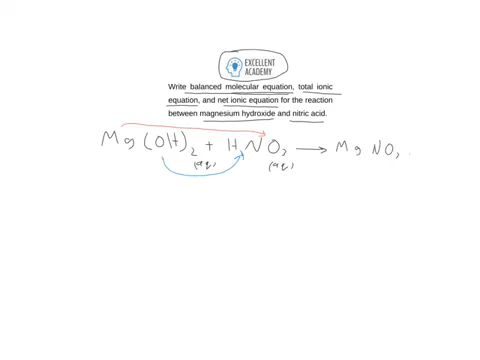 EXCELLENT
ACADEMY
Write balanced molecular equation, total ionic
equation, and net ionic equation for the reaction
between magnesium hydroxide and nitric acid.
Mg(OH)₂ + HNO₃ → MgNO₃
(aq) (aq)